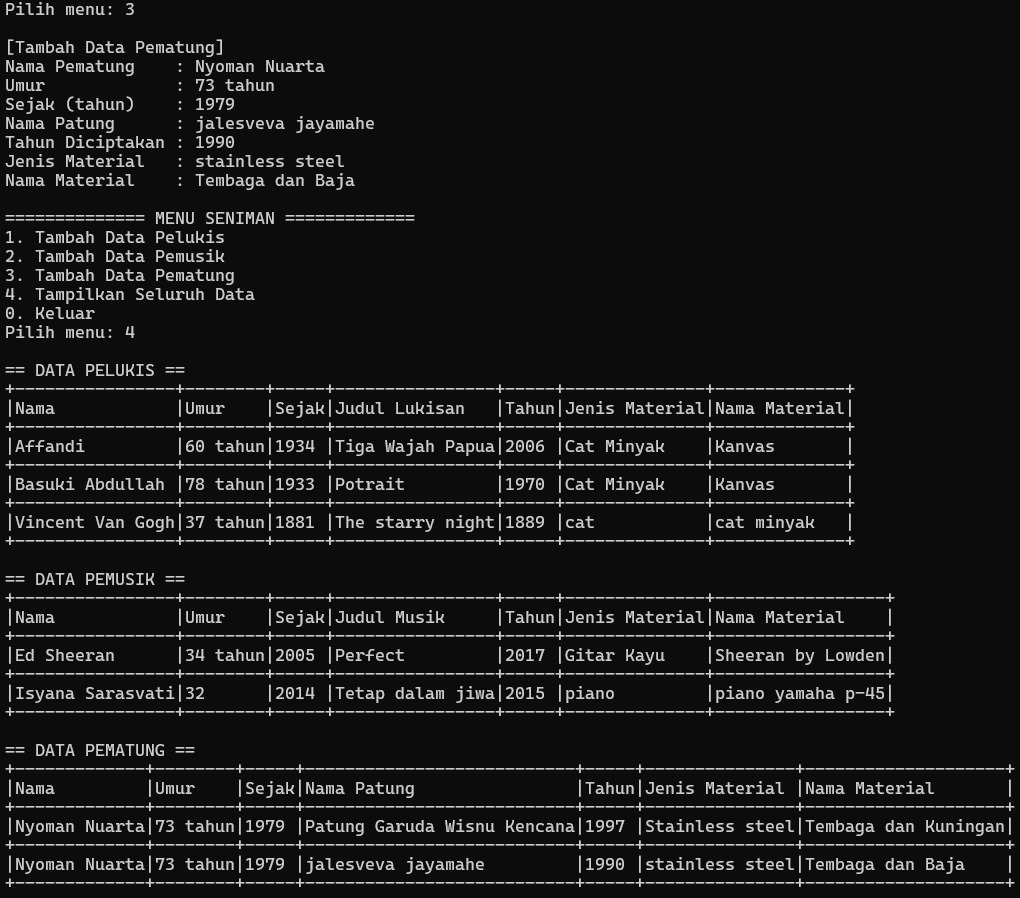 Pilih menu: 3

[Tambah Data Pematung]
Nama Pematung    : Nyoman Nuarta
Umur             : 73 tahun
Sejak (tahun)    : 1979
Nama Patung      : jalesveva jayamahe
Tahun Diciptakan : 1990
Jenis Material   : stainless steel
Nama Material    : Tembaga dan Baja

============== MENU SENIMAN =============
1. Tambah Data Pelukis
2. Tambah Data Pemusik
3. Tambah Data Pematung
4. Tampilkan Seluruh Data
0. Keluar
Pilih menu: 4

== DATA PELUKIS ==
+----------------+--------+-----+----------------+-----+--------------+-------------+
|Nama            |Umur    |Sejak|Judul Lukisan   |Tahun|Jenis Material|Nama Material|
+----------------+--------+-----+----------------+-----+--------------+-------------+
|Affandi         |60 tahun|1934 |Tiga Wajah Papua|2006 |Cat Minyak    |Kanvas       |
+----------------+--------+-----+----------------+-----+--------------+-------------+
|Basuki Abdullah |78 tahun|1933 |Potrait         |1970 |Cat Minyak    |Kanvas       |
+----------------+--------+-----+----------------+-----+--------------+-------------+
|Vincent Van Gogh|37 tahun|1881 |The starry night|1889 |cat           |cat minyak   |
+----------------+--------+-----+----------------+-----+--------------+-------------+

== DATA PEMUSIK ==
+----------------+--------+-----+----------------+-----+--------------+-----------------+
|Nama            |Umur    |Sejak|Judul Musik     |Tahun|Jenis Material|Nama Material    |
+----------------+--------+-----+----------------+-----+--------------+-----------------+
|Ed Sheeran      |34 tahun|2005 |Perfect         |2017 |Gitar Kayu    |Sheeran by Lowden|
+----------------+--------+-----+----------------+-----+--------------+-----------------+
|Isyana Sarasvati|32      |2014 |Tetap dalam jiwa|2015 |piano         |piano yamaha p-45|
+----------------+--------+-----+----------------+-----+--------------+-----------------+

== DATA PEMATUNG ==
+-------------+--------+-----+---------------------------+-----+---------------+--------------------+
|Nama         |Umur    |Sejak|Nama Patung                |Tahun|Jenis Material |Nama Material       |
+-------------+--------+-----+---------------------------+-----+---------------+--------------------+
|Nyoman Nuarta|73 tahun|1979 |Patung Garuda Wisnu Kencana|1997 |Stainless steel|Tembaga dan Kuningan|
+-------------+--------+-----+---------------------------+-----+---------------+--------------------+
|Nyoman Nuarta|73 tahun|1979 |jalesveva jayamahe         |1990 |stainless steel|Tembaga dan Baja    |
+-------------+--------+-----+---------------------------+-----+---------------+--------------------+